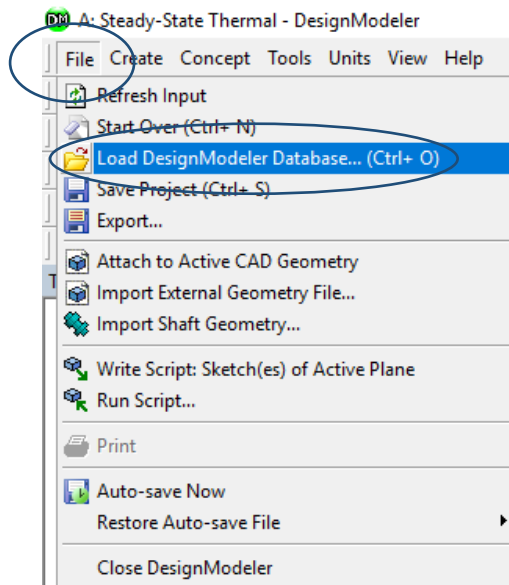 DM A: Steady-State Thermal - DesignModeler
File Create Concept Tools Units View Help
Refresh Input
Start Over (Ctrl+ N)
Load DesignModeler Database... (Ctrl+ O)
Save Project (Ctrl+ S)
Export...
Attach to Active CAD Geometry
Import External Geometry File...
Import Shaft Geometry...
Write Script: Sketch(es) of Active Plane
Run Script...
Print
Auto-save Now
Restore Auto-save File
Close DesignModeler